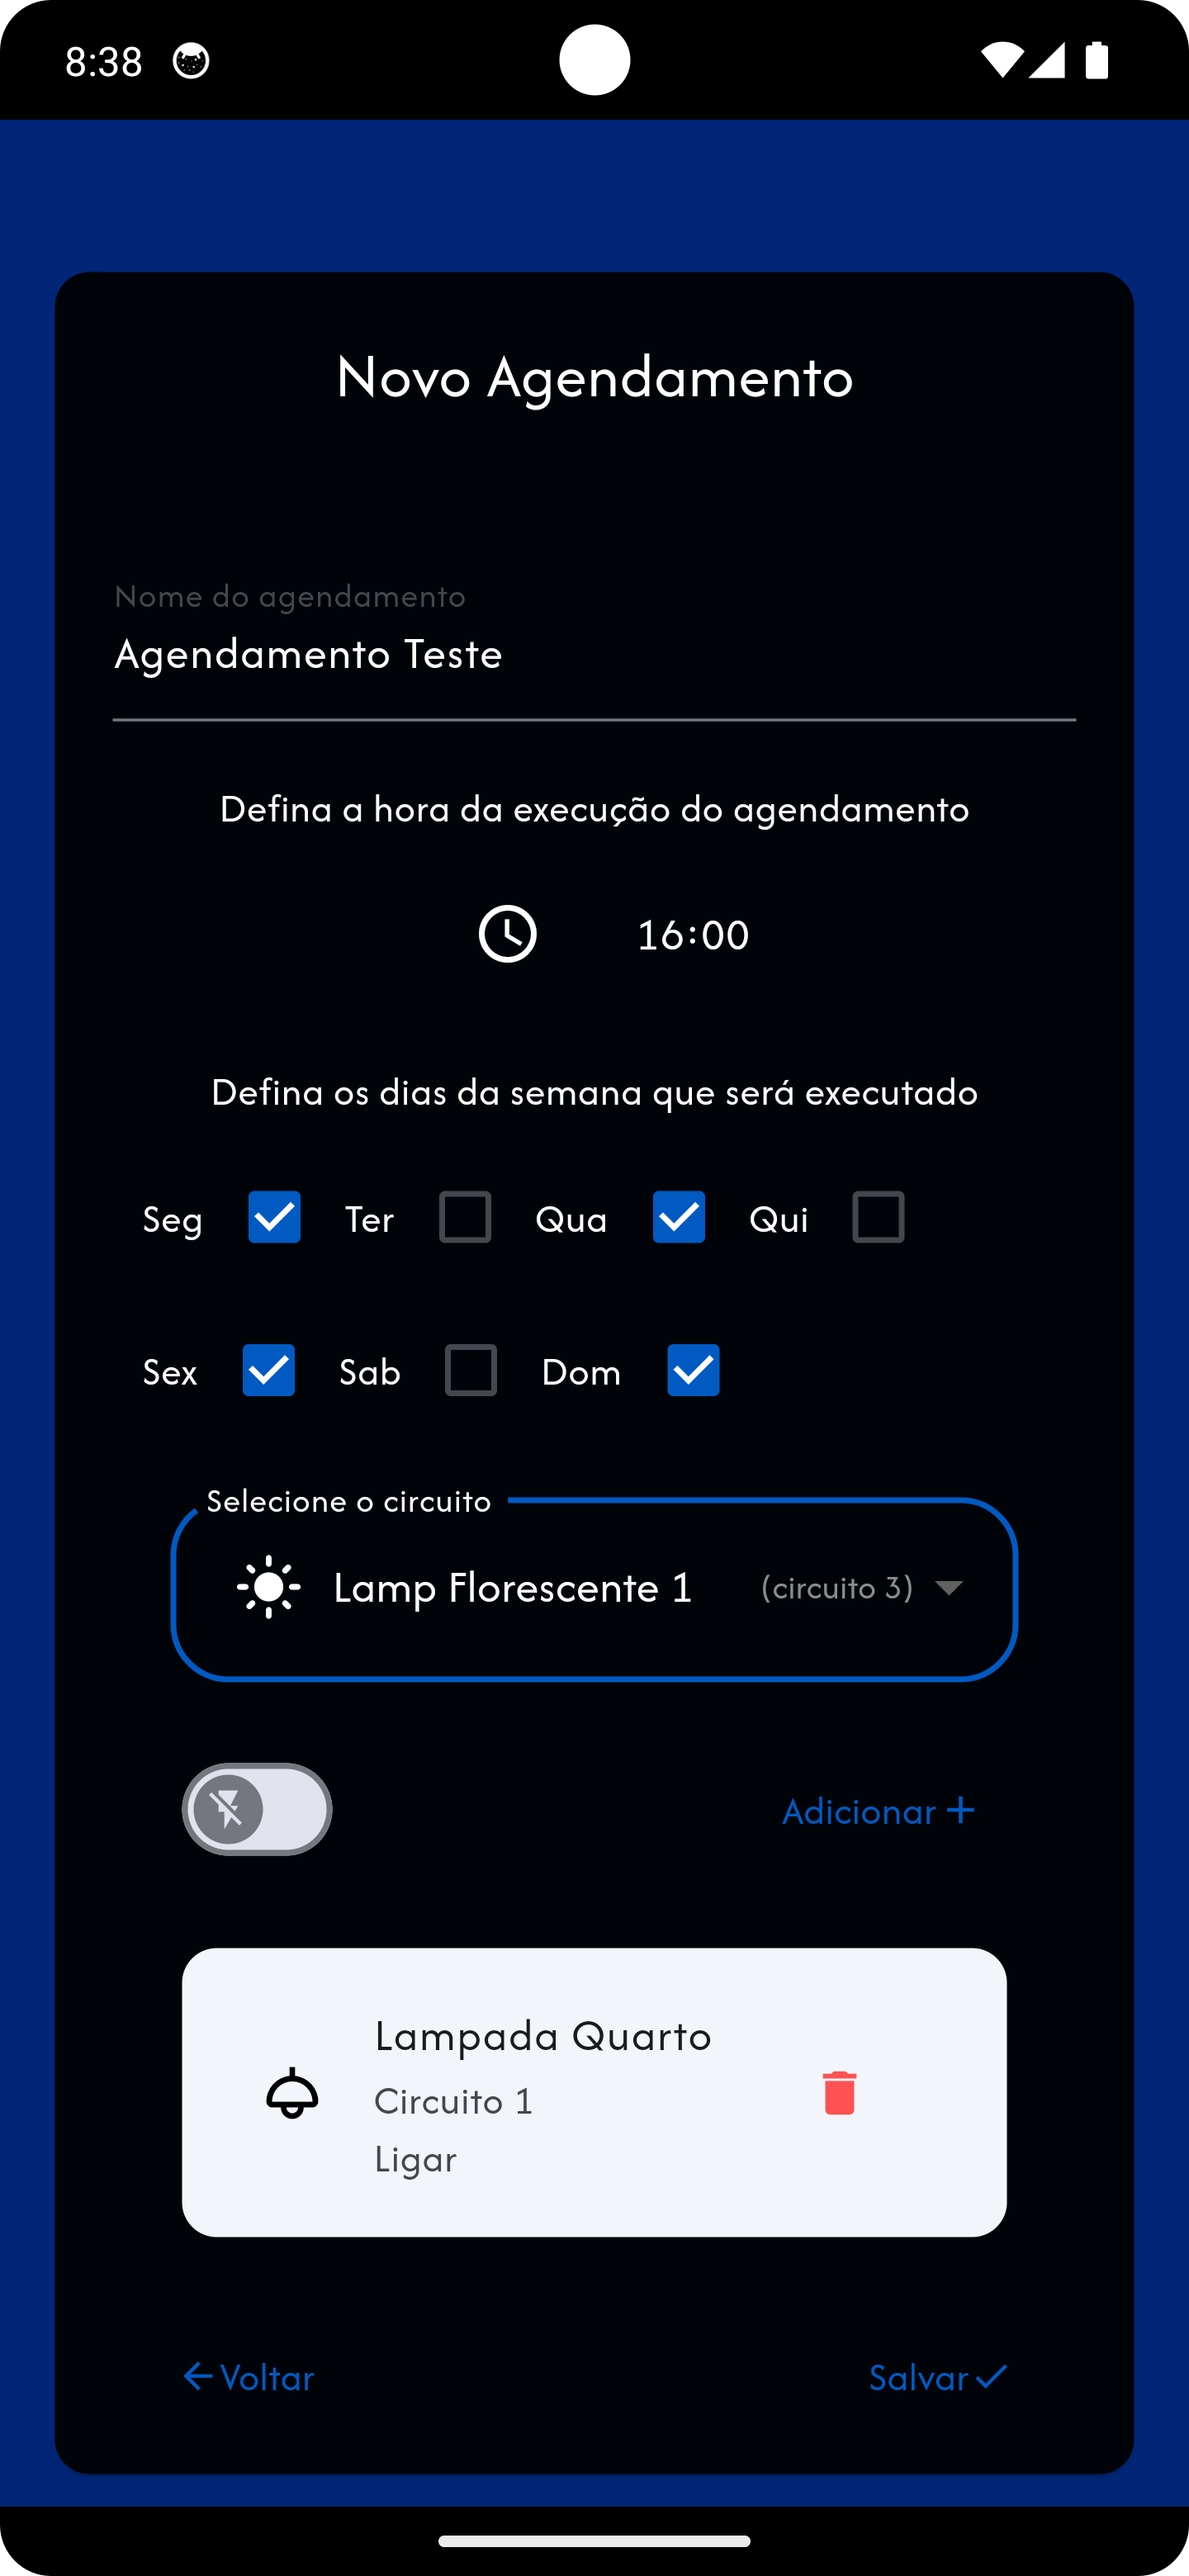 8:38
Novo Agendamento
Nome do agendamento
Agendamento Teste
Defina a hora da execução do agendamento
16:00
Defina os dias da semana que será executado
Seg Ter Qua Qui
Sex Sab Dom
Selecione o circuito
Lamp Florescente 1 (circuito 3)
Adicionar
Lampada Quarto
Circuito 1
Ligar
Voltar Salvar